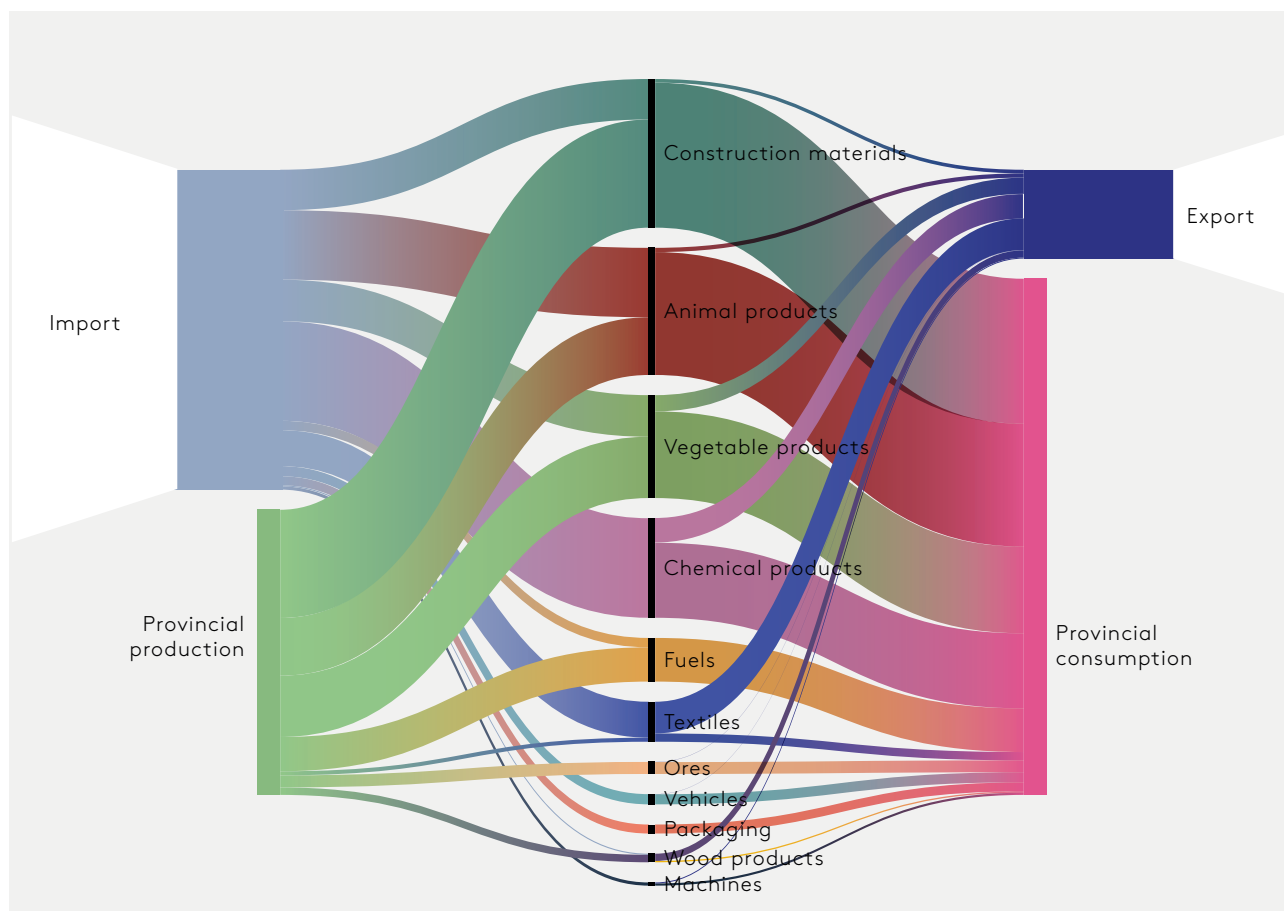 Construction materials
Export
Animal products
Import
Vegetable products
Chemical products
Provincial
production
Provincial
consumption
Fuels
Textiles
Ores
Vehicles
Packaging
Wood products
Machines